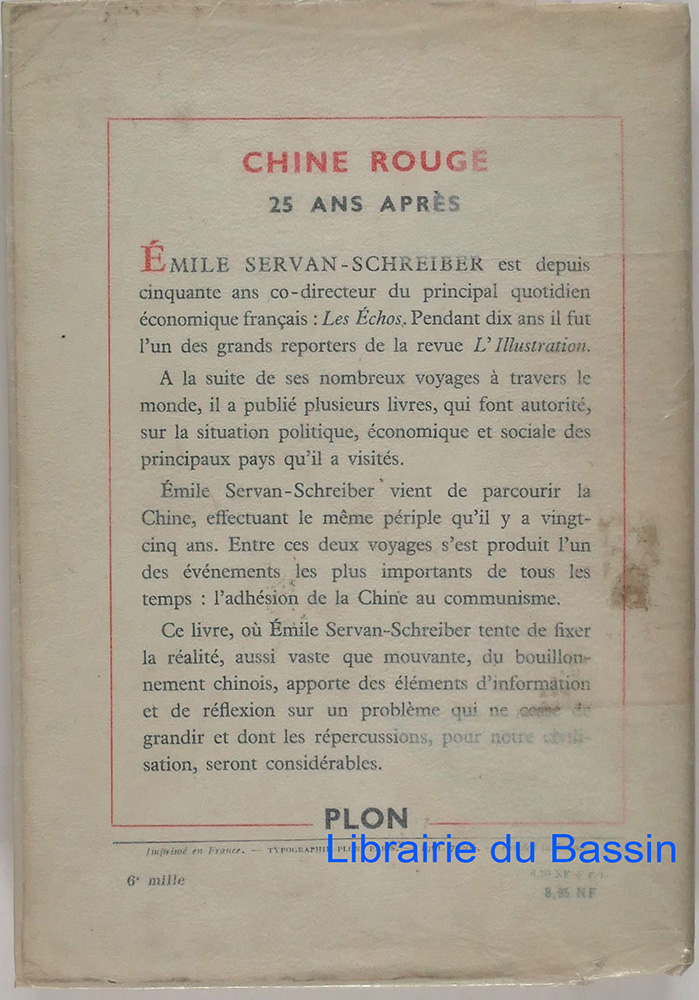 CHINE ROUGE
25 ANS APRÈS
ÉMILE SERVAN-SCHREIBER est depuis
cinquante ans co-directeur du principal quotidien
économique français : Les Échos. Pendant dix ans il fut
l'un des grands reporters de la revue L'Illustration.
A la suite de ses nombreux voyages à travers le
monde, il a publié plusieurs livres, qui font autorité,
sur la situation politique, économique et sociale des
principaux pays qu'il a visités.
Émile Servan-Schreiber vient de parcourir la
Chine, effectuant le même périple qu'il y a vingt-
cinq ans. Entre ces deux voyages s'est produit l'un
des événements les plus importants de tous les
temps : l'adhésion de la Chine au communisme.
Ce livre, où Émile Servan-Schreiber tente de fixer
la réalité, aussi vaste que mouvante, du bouillon-
nement chinois, apporte des éléments d'information
et de réflexion sur un problème qui ne cesse de
grandir et dont les répercussions, pour notre civili-
sation, seront considérables.
PLON
Imprimé en France. — TYPOGRAPHIE PLON
Librairie du Bassin
6e mille
8,95 NF